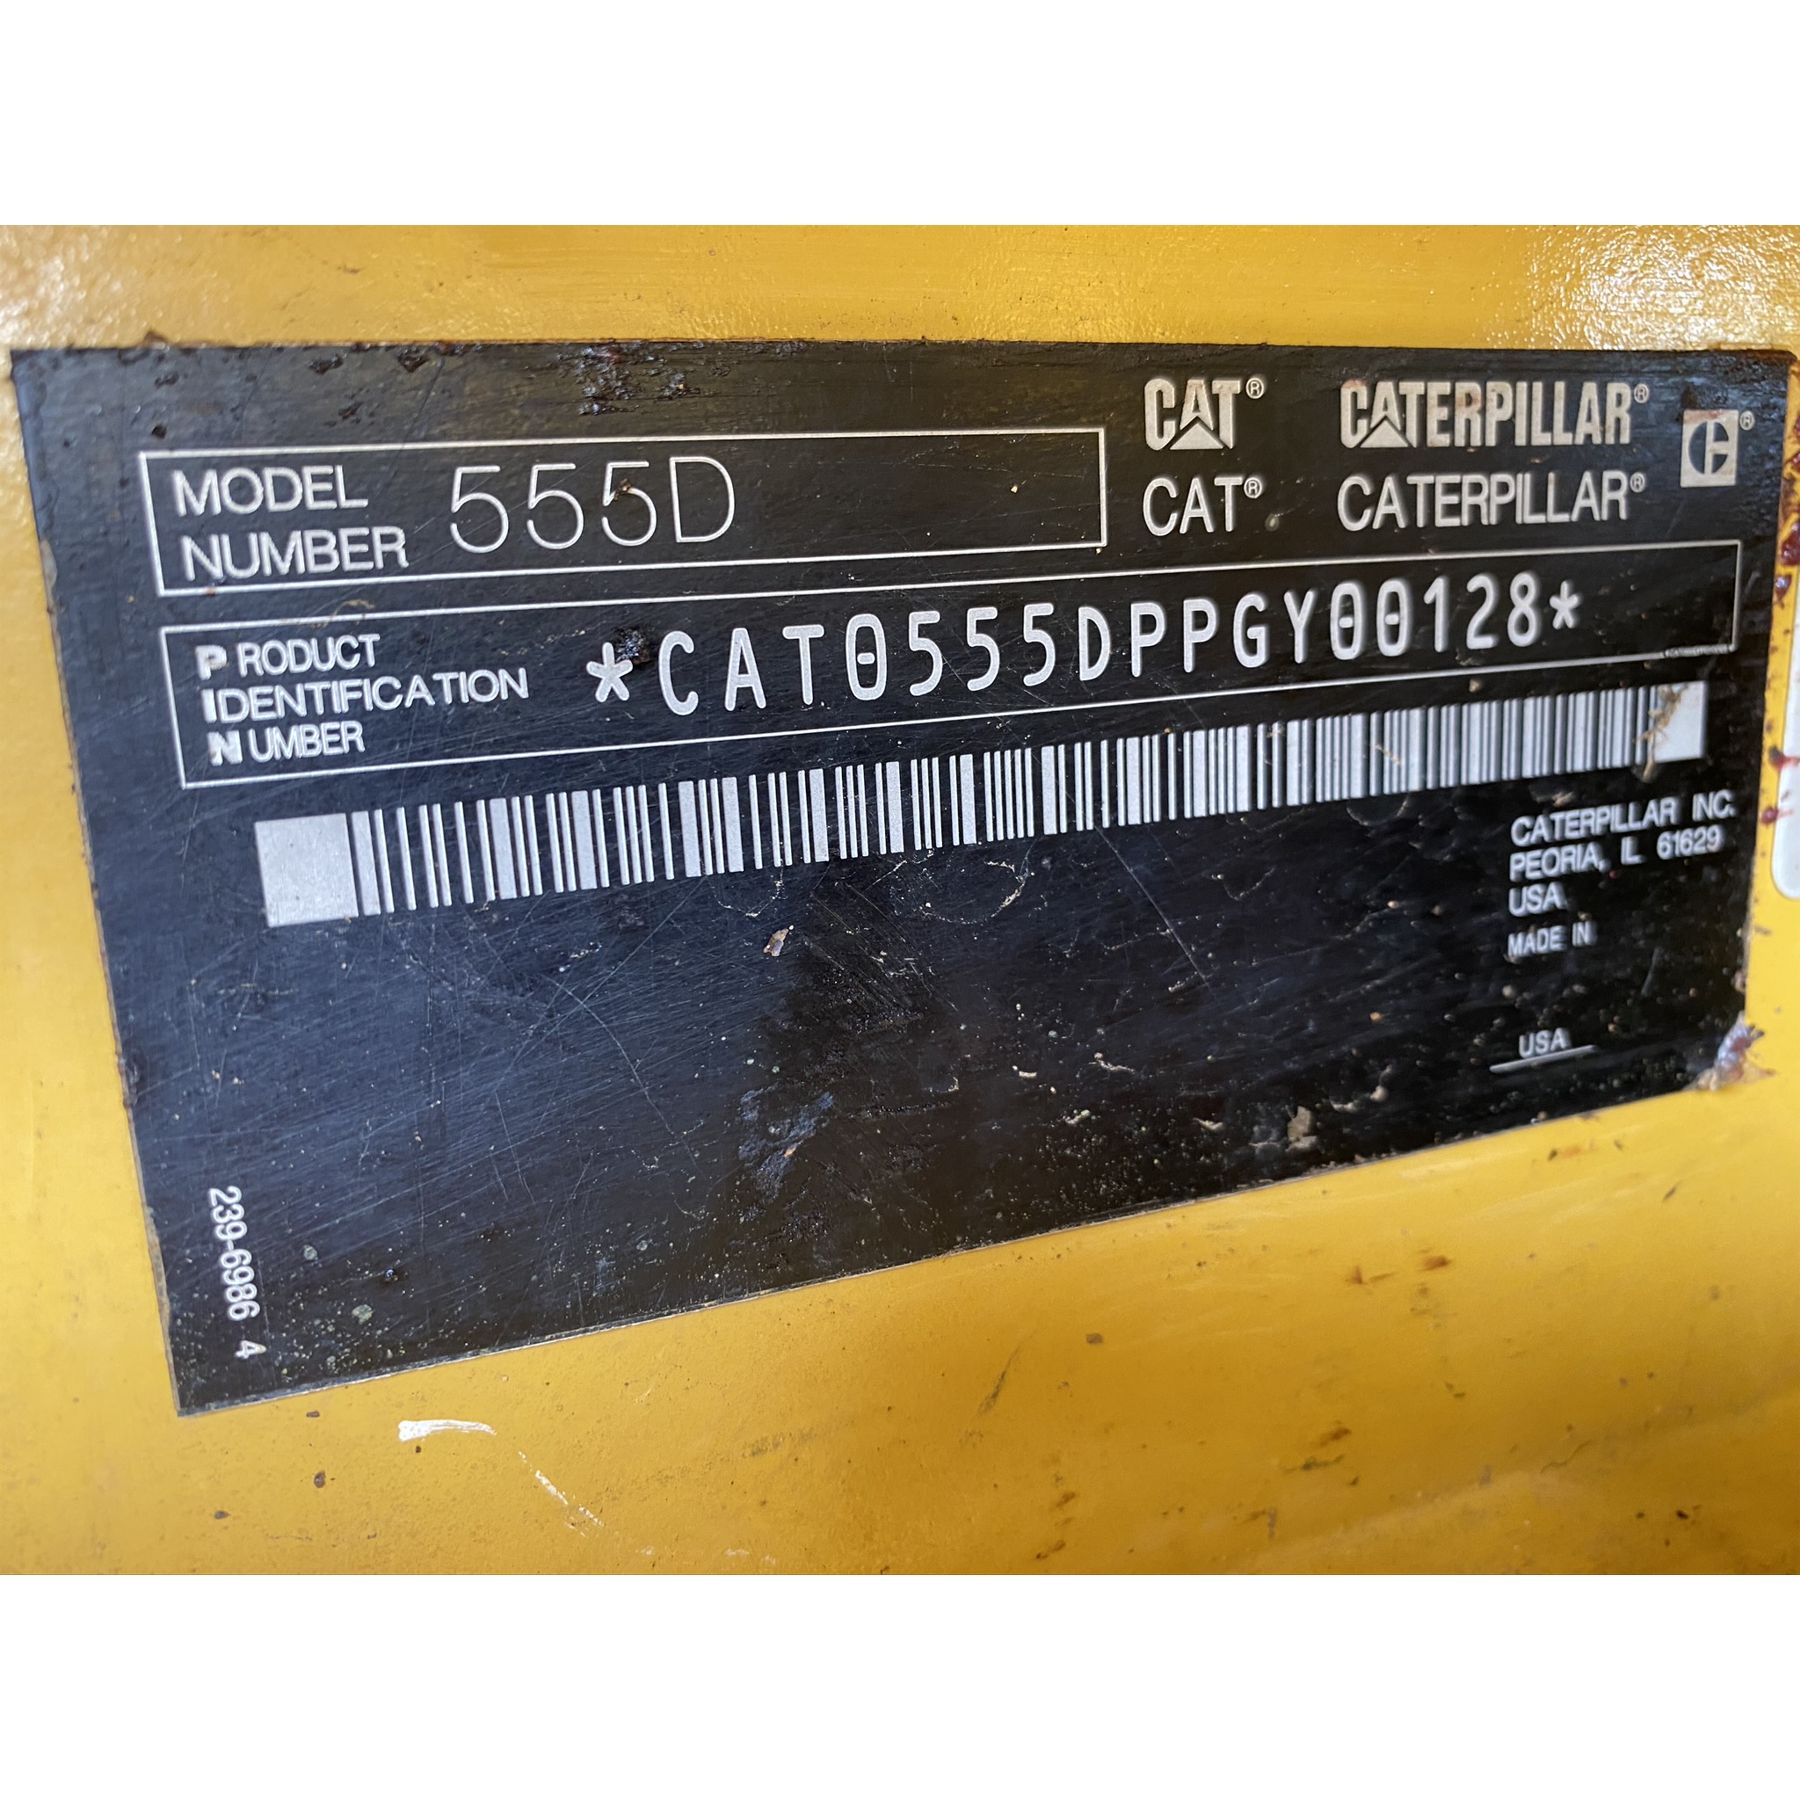 CAT® CATERPILLAR®
CAT® CATERPILLAR®
MODEL
NUMBER 555D
PRODUCT
IDENTIFICATION
NUMBER
*CAT0555DPPGY00128*
CATERPILLAR INC.
PEORIA, IL 61629
USA
MADE IN
USA
239-6986 4